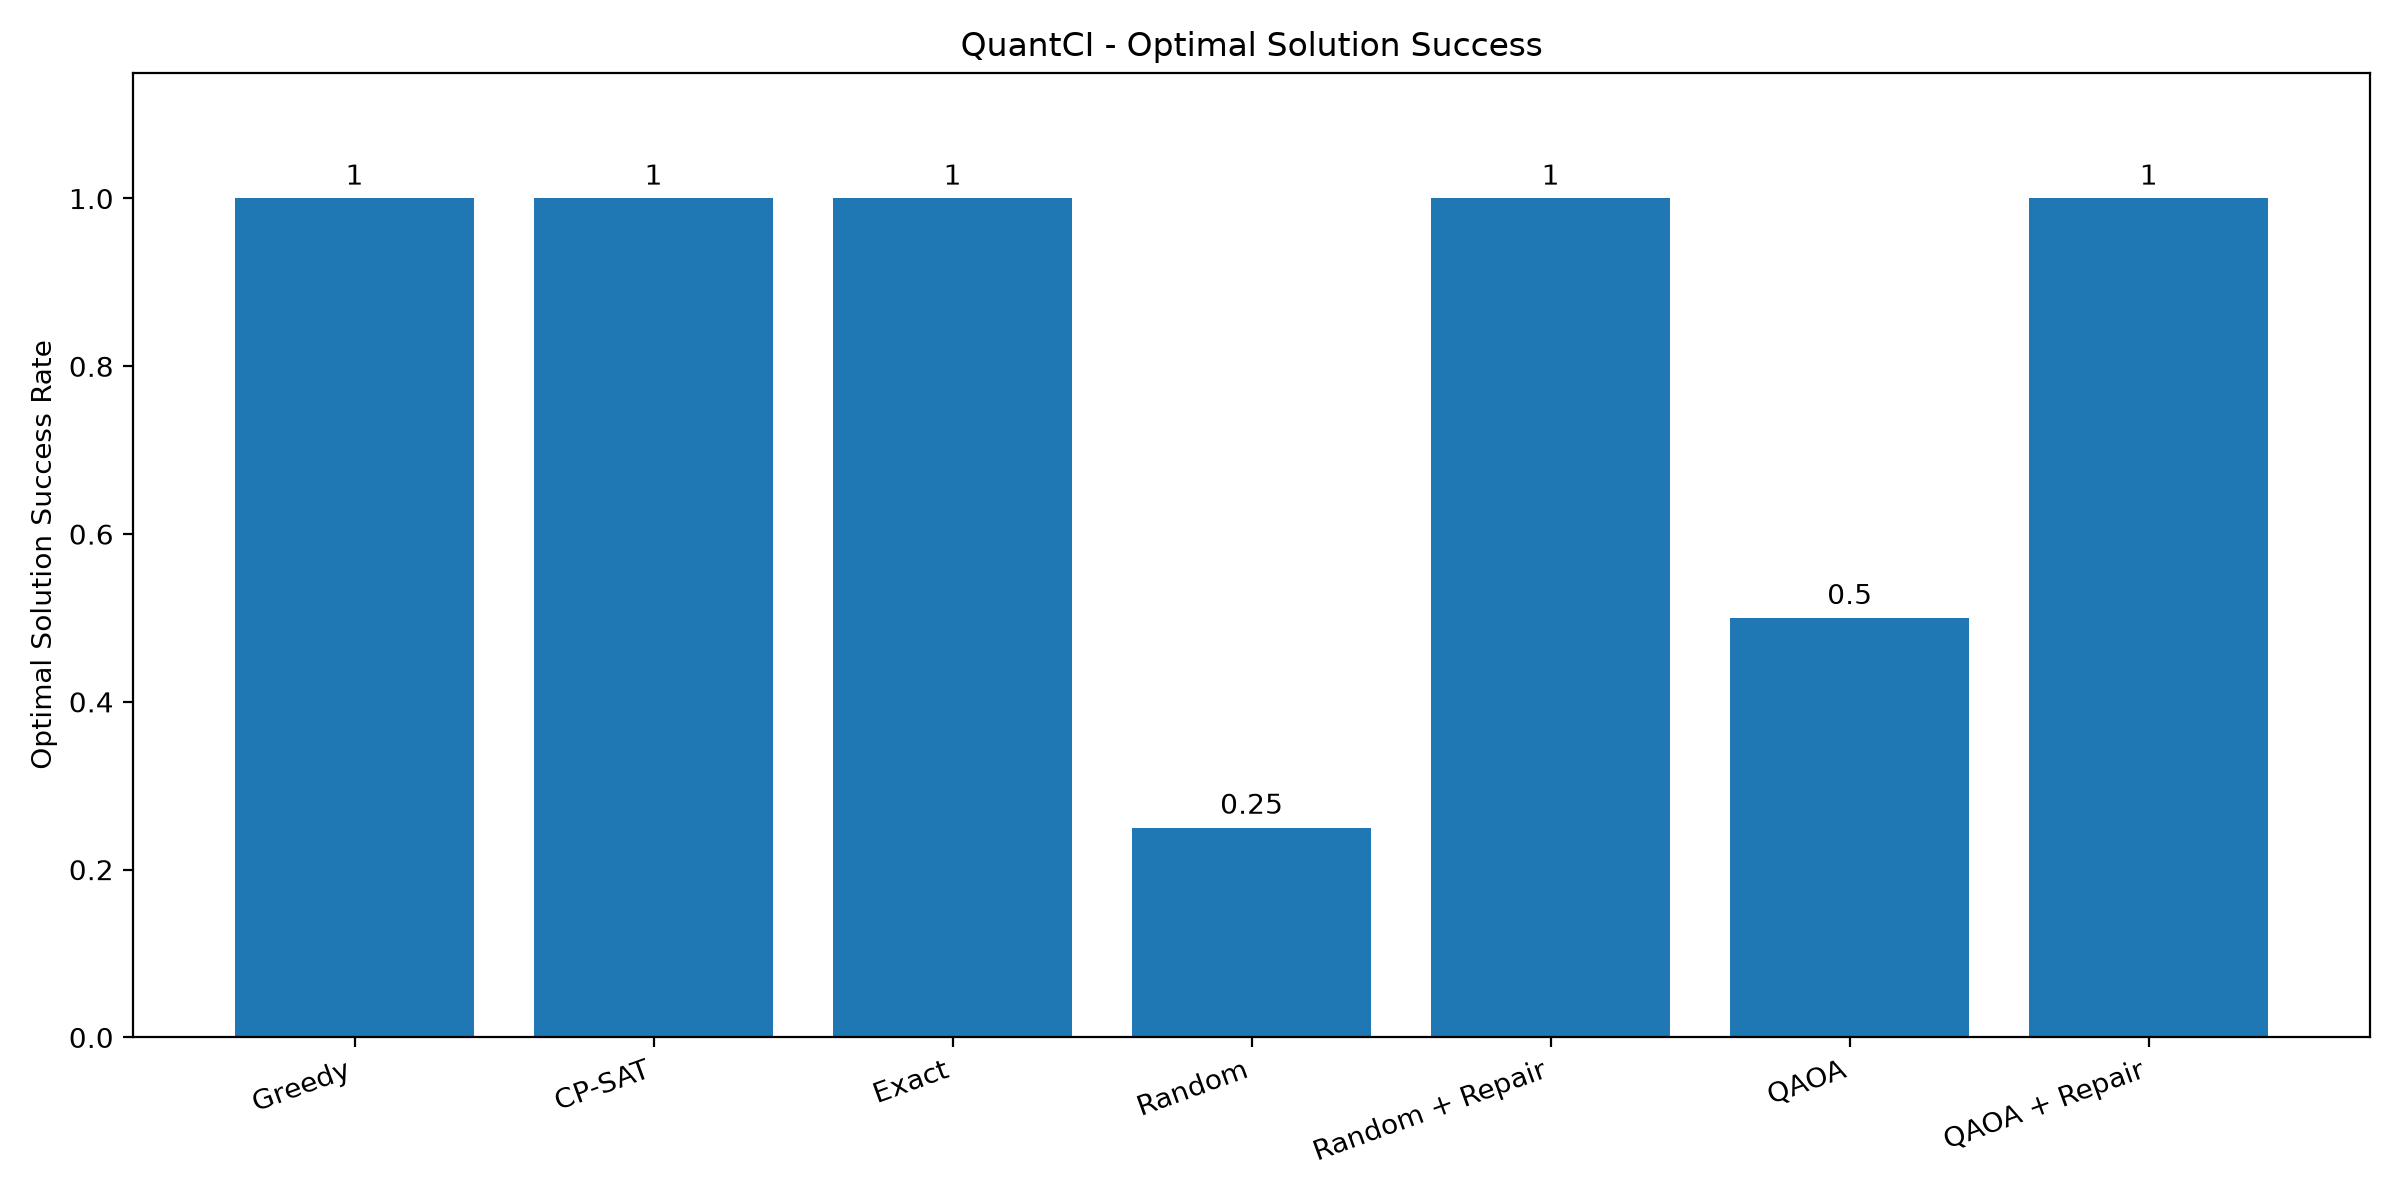 QuantCI - Optimal Solution Success
Optimal Solution Success Rate
1.0
0.8
0.6
0.4
0.2
0.0
1
1
1
0.25
1
0.5
1
Greedy
CP-SAT
Exact
Random
Random + Repair
QAOA
QAOA + Repair